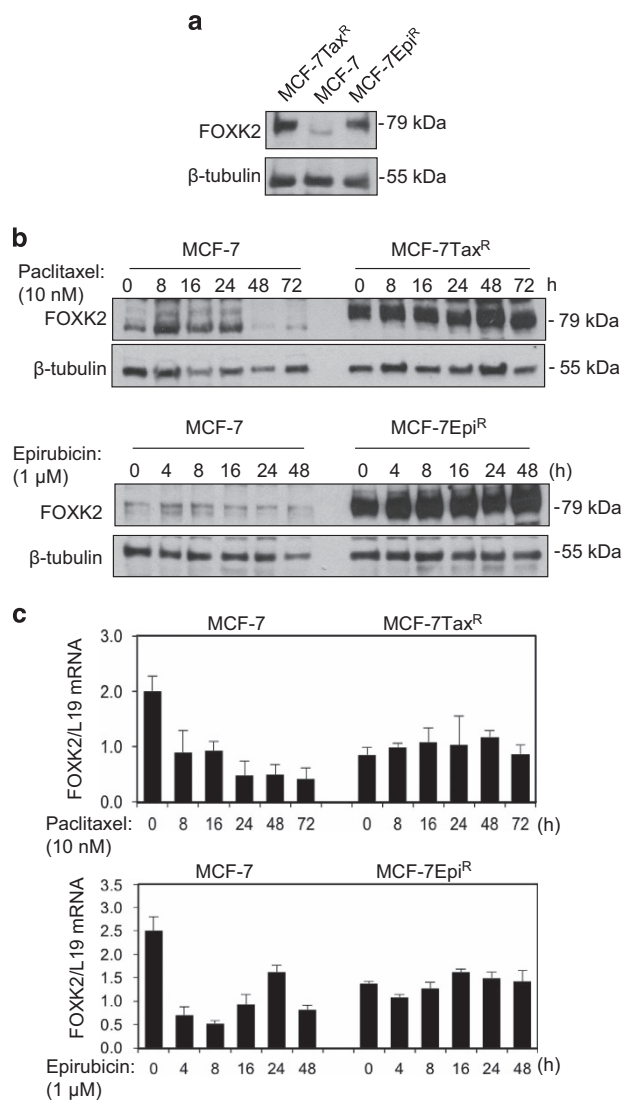 a
MCF-7Taxᴿ MCF-7 MCF-7Epiᴿ
FOXK2 -79 kDa
β-tubulin -55 kDa
b
MCF-7 MCF-7Taxᴿ
Paclitaxel: (10 nM) 0 8 16 24 48 72 0 8 16 24 48 72 h
FOXK2 - 79 kDa
β-tubulin - 55 kDa
MCF-7 MCF-7Epiᴿ
Epirubicin: (1 µM) 0 4 8 16 24 48 0 4 8 16 24 48 (h)
FOXK2 -79 kDa
β-tubulin -55 kDa
c
MCF-7 MCF-7Taxᴿ
FOXK2/L19 mRNA
3.0
2.0
1.0
0.0
Paclitaxel: 0 8 16 24 48 72 0 8 16 24 48 72 (h)
(10 nM)
MCF-7 MCF-7Epiᴿ
FOXK2/L19 mRNA
3.5
3.0
2.5
2.0
1.5
1.0
0.5
0.0
Epirubicin: 0 4 8 16 24 48 0 4 8 16 24 48 (h)
(1 µM)